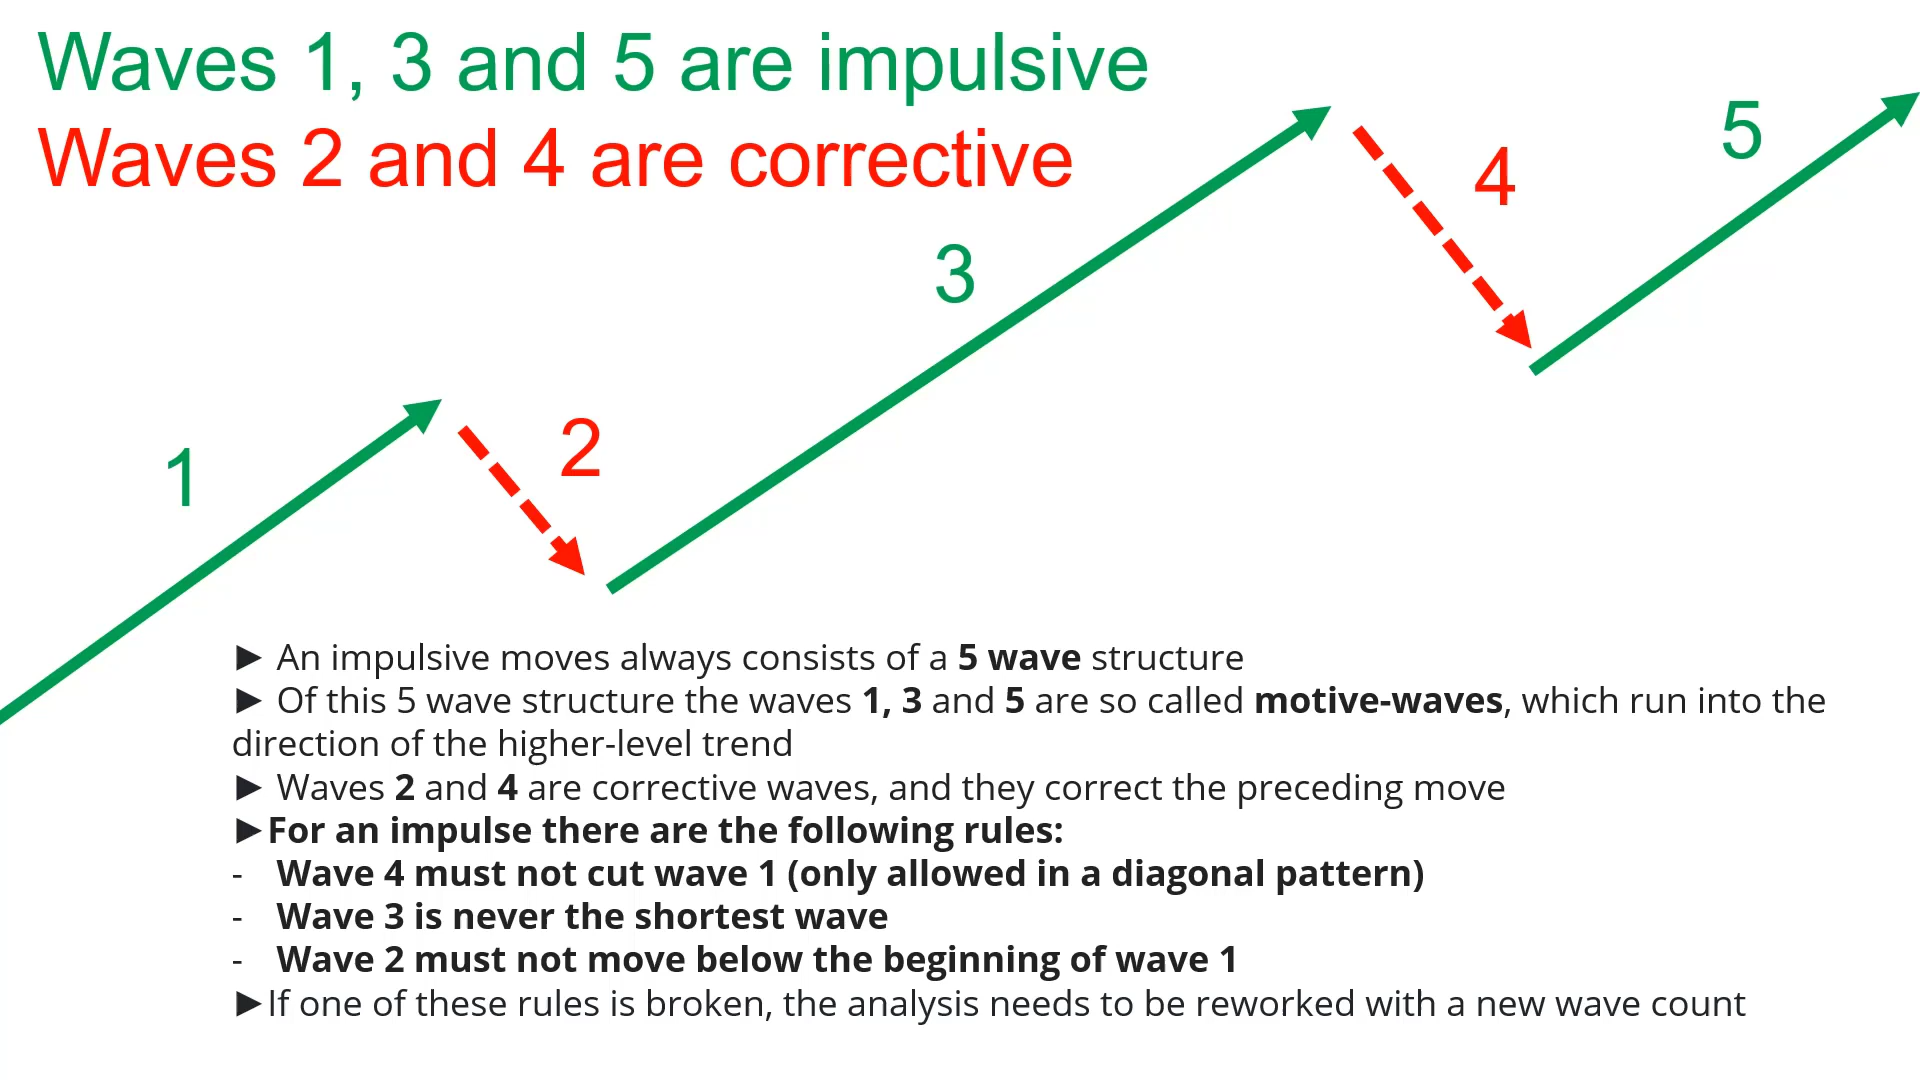 Waves 1, 3 and 5 are impulsive
Waves 2 and 4 are corrective
5
4
3
2
1
► An impulsive moves always consists of a 5 wave structure
► Of this 5 wave structure the waves 1, 3 and 5 are so called motive-waves, which run into the
direction of the higher-level trend
► Waves 2 and 4 are corrective waves, and they correct the preceding move
►For an impulse there are the following rules:
- Wave 4 must not cut wave 1 (only allowed in a diagonal pattern)
- Wave 3 is never the shortest wave
- Wave 2 must not move below the beginning of wave 1
►If one of these rules is broken, the analysis needs to be reworked with a new wave count